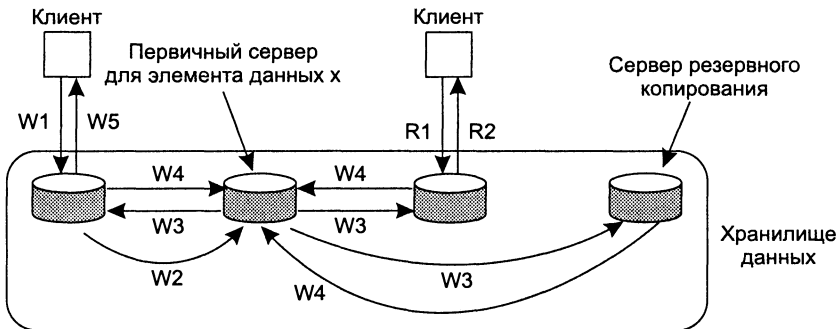 Клиент
Клиент
Первичный сервер
для элемента данных x
Сервер резервного
копирования
W1
W5
R1
R2
W4
W4
W3
W3
W2
W3
W4
Хранилище
данных